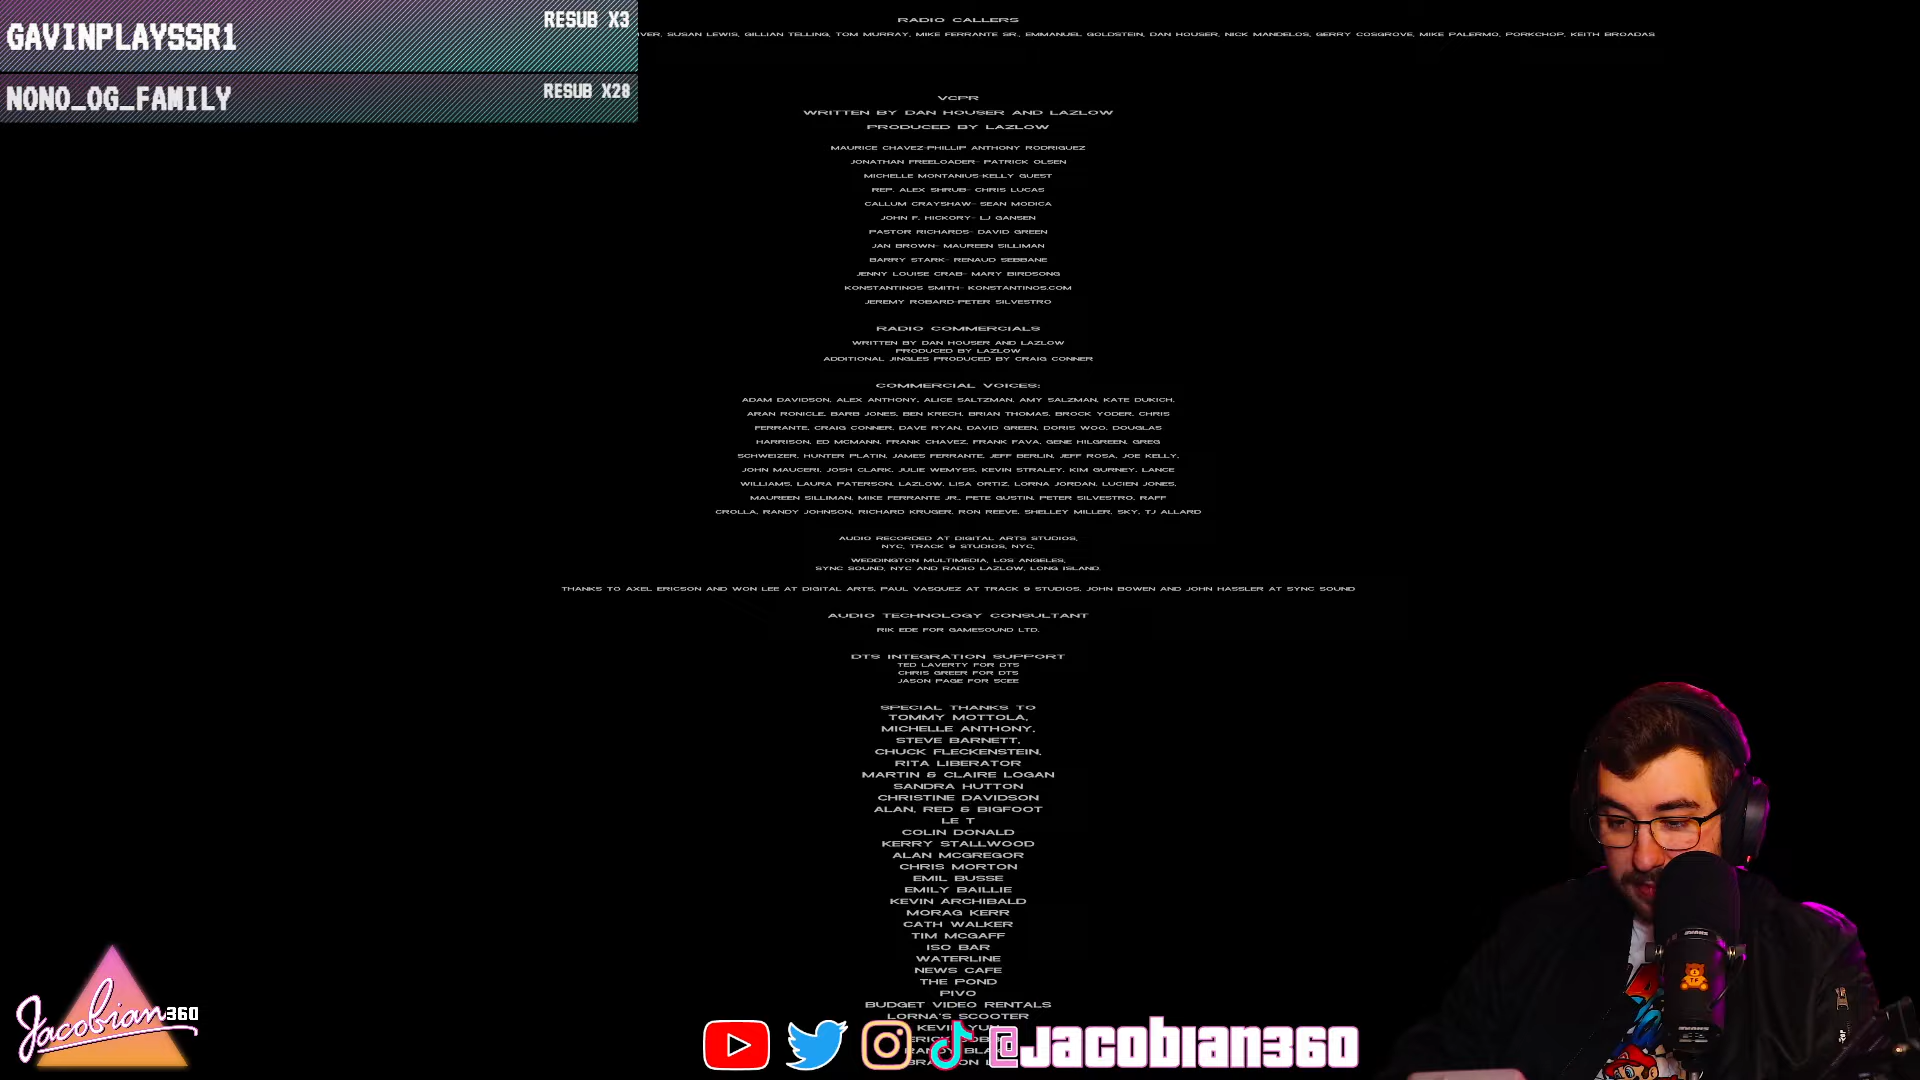 GAVINPLAYSSR1
RESUB X3
NONO_OG_FAMILY
RESUB X28
RADIO CALLERS
SUSAN LEWIS, GILLIAN TELLING, TOM MURRAY, MIKE FERRANTE SR., EMMANUEL GOLDSTEIN, DAN HOUSER, NICK MANDELOS, GERRY COSGROVE, MIKE PALERMO, PORKCHOP, KEITH BROADAS
VCPR
WRITTEN BY DAN HOUSER AND LAZLOW
PRODUCED BY LAZLOW
MAURICE CHAVEZ-PHILLIP ANTHONY RODRIGUEZ
JONATHAN FREELOADER- PATRICK OLSEN
MICHELLE MONTANIUS-KELLY GUEST
REP. ALEX SHRUB- CHRIS LUCAS
CALLUM CRAYSHAW- SEAN MODICA
JOHN F. HICKORY- LJ GANSEN
PASTOR RICHARDS- DAVID GREEN
JAN BROWN- MAUREEN SILLIMAN
BARRY STARK- RENAUD SEBBANE
JENNY LOUISE CRAB- MARY BIRDSONG
KONSTANTINOS SMITH- KONSTANTINOS.COM
JEREMY ROBARD-PETER SILVESTRO
RADIO COMMERCIALS
WRITTEN BY DAN HOUSER AND LAZLOW
PRODUCED BY LAZLOW
ADDITIONAL JINGLES PRODUCED BY CRAIG CONNER
COMMERCIAL VOICES:
ADAM DAVIDSON, ALEX ANTHONY, ALICE SALTZMAN, AMY SALZMAN, KATE DUKICH,
ARAN RONICLE, BARB JONES, BEN KRECH, BRIAN THOMAS, BROCK YODER, CHRIS
FERRANTE, CRAIG CONNER, DAVE RYAN, DAVID GREEN, DORIS WOO, DOUGLAS
HARRISON, ED MCMANN, FRANK CHAVEZ, FRANK FAVA, GENE HILGREEN, GREG
SCHWEIZER, HUNTER PLATIN, JAMES FERRANTE, JEFF BERLIN, JEFF ROSA, JOE KELLY,
JOHN MAUCERI, JOSH CLARK, JULIE WEMYSS, KEVIN STRALEY, KIM GURNEY, LANCE
WILLIAMS, LAURA PATERSON, LAZLOW, LISA ORTIZ, LORNA JORDAN, LUCIEN JONES,
MAUREEN SILLIMAN, MIKE FERRANTE JR., PETE GUSTIN, PETER SILVESTRO, RAFF
CROLLA, RANDY JOHNSON, RICHARD KRUGER, RON REEVE, SHELLEY MILLER, SKY, TJ ALLARD
AUDIO RECORDED AT DIGITAL ARTS STUDIOS,
NYC, TRACK 9 STUDIOS, NYC,
WEDDINGTON MULTIMEDIA, LOS ANGELES,
SYNC SOUND, NYC AND RADIO LAZLOW, LONG ISLAND.
THANKS TO AXEL ERICSON AND WON LEE AT DIGITAL ARTS, PAUL VASQUEZ AT TRACK 9 STUDIOS, JOHN BOWEN AND JOHN HASSLER AT SYNC SOUND
AUDIO TECHNOLOGY CONSULTANT
RIK EDE FOR GAMESOUND LTD.
DTS INTEGRATION SUPPORT
TED LAVERTY FOR DTS
CHRIS GREER FOR DTS
JASON PAGE FOR SCEE
SPECIAL THANKS TO
TOMMY MOTTOLA,
MICHELLE ANTHONY,
STEVE BARNETT,
CHUCK FLECKENSTEIN,
RITA LIBERATOR
MARTIN & CLAIRE LOGAN
SANDRA HUTTON
CHRISTINE DAVIDSON
ALAN, RED & BIGFOOT
LE T
COLIN DONALD
KERRY STALLWOOD
ALAN MCGREGOR
CHRIS MORTON
EMIL BUSSE
EMILY BAILLIE
KEVIN ARCHIBALD
MORAG KERR
CATH WALKER
TIM MCGAFF
ISO BAR
WATERLINE
NEWS CAFE
THE POND
PIVO
BUDGET VIDEO RENTALS
LORNA'S SCOOTER
Jacobian360
@Jacobian360